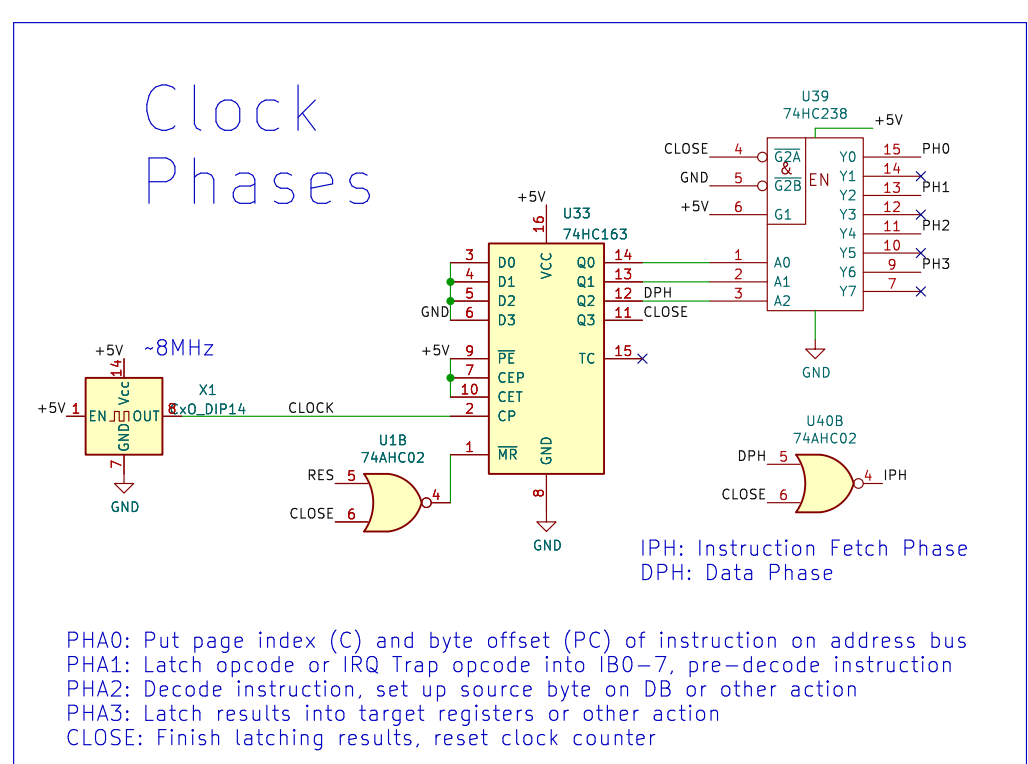 Clock
Phases
U39
74HC238
+5V
CLOSE 4 G2A Y0 15 PH0
& EN
Y1 14
GND 5 G2B Y2 13 PH1
+5V 6 G1 Y3 12
Y4 11 PH2
Y5 10
1 A0 Y6 9 PH3
2 A1 Y7 7
3 A2
GND
+5V
16
U33
74HC163
VCC
3 D0 Q0 14
4 D1 Q1 13
5 D2 Q2 12 DPH
GND 6 D3 Q3 11 CLOSE
+5V 9 PE TC 15
7 CEP
10 CET
2 CP
1 MR
GND
8
GND
~8MHz
+5V
14
Vcc
X1
CxO_DIP14
+5V 1 EN OUT 8 CLOCK
GND
7
GND
U1B
74AHC02
RES 5
4
CLOSE 6
U40B
74AHC02
DPH 5
4 IPH
CLOSE 6
IPH: Instruction Fetch Phase
DPH: Data Phase
PHA0: Put page index (C) and byte offset (PC) of instruction on address bus
PHA1: Latch opcode or IRQ Trap opcode into IB0-7, pre-decode instruction
PHA2: Decode instruction, set up source byte on DB or other action
PHA3: Latch results into target registers or other action
CLOSE: Finish latching results, reset clock counter